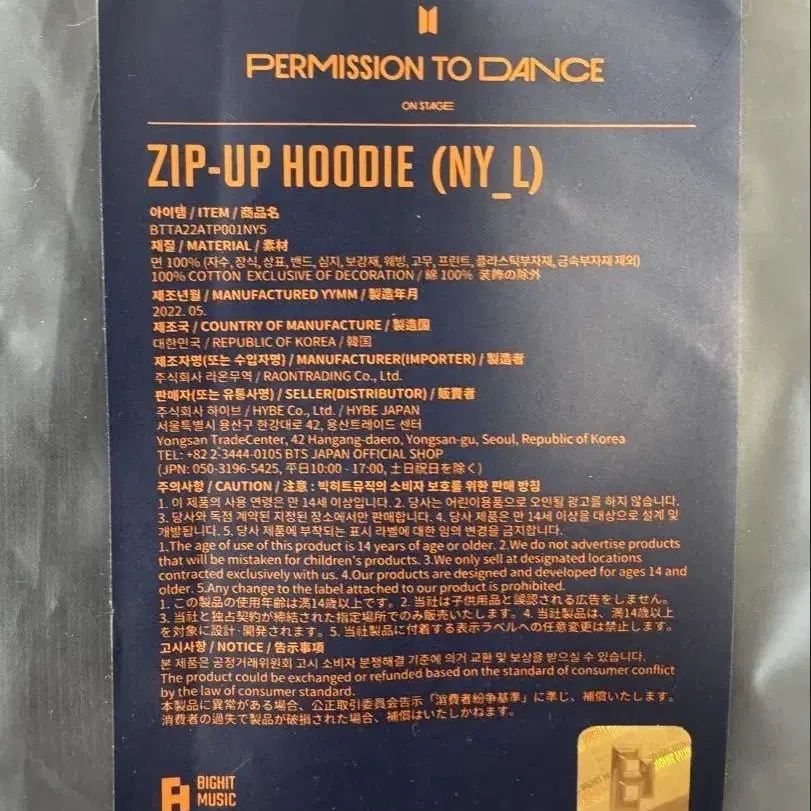 PERMISSION TO DANCE
ON STAGE
ZIP-UP HOODIE (NY_L)
아이템 / ITEM / 商品名
BTTA22ATP001NY5
재질 / MATERIAL / 素材
면 100% (자수, 장식, 상표, 밴드, 심지, 보강재, 웨빙, 고무, 프린트, 플라스틱부자재, 금속부자재 제외)
100% COTTON EXCLUSIVE OF DECORATION / 綿 100% 装飾の除外
제조년월 / MANUFACTURED YYMM / 製造年月
2022. 05.
제조국 / COUNTRY OF MANUFACTURE / 製造国
대한민국 / REPUBLIC OF KOREA / 韓国
제조자명(또는 수입자명) / MANUFACTURER(IMPORTER) / 製造者
주식회사 라온무역 / RAONTRADING Co., Ltd.
판매자(또는 유통사명) / SELLER(DISTRIBUTOR) / 販賣者
주식회사 하이브 / HYBE Co., Ltd. / HYBE JAPAN
서울특별시 용산구 한강대로 42, 용산트레이드 센터
Yongsan TradeCenter, 42 Hangang-daero, Yongsan-gu, Seoul, Republic of Korea
TEL: +82 2-3444-0105 BTS JAPAN OFFICIAL SHOP
(JPN: 050-3196-5425, 平日10:00 - 17:00, 土日祝日を除く)
주의사항 / CAUTION / 注意 : 빅히트뮤직의 소비자 보호를 위한 판매 방침
1. 이 제품의 사용 연령은 만 14세 이상입니다. 2. 당사는 어린이용품으로 오인될 광고를 하지 않습니다.
3. 당사와 독점 계약된 지정된 장소에서만 판매합니다. 4. 당사 제품은 만 14세 이상을 대상으로 설계 및
개발됩니다. 5. 당사 제품에 부착되는 표시 라벨에 대한 임의 변경을 금지합니다.
1.The age of use of this product is 14 years of age or older. 2.We do not advertise products
that will be mistaken for children's products. 3.We only sell at designated locations
contracted exclusively with us. 4.Our products are designed and developed for ages 14 and
older. 5.Any change to the label attached to our product is prohibited.
1. この製品の使用年齢は満14歳以上です。2. 当社は子供用品と誤認される広告をしません。
3. 当社と独占契約が締結された指定場所でのみ販売いたします。4. 当社製品は、満14歳以上
を対象に設計·開発されます。5. 当社製品に付着する表示ラベルへの任意変更は禁止します。
고시사항 / NOTICE / 告示事項
본 제품은 공정거래위원회 고시 소비자 분쟁해결 기준에 의거 교환 및 보상을 받으실 수 있습니다.
The product could be exchanged or refunded based on the standard of consumer conflict
by the law of consumer standard.
本製品に異常がある場合、公正取引委員会告示「消費者紛争基準」に準じ、補償いたします。
消費者の過失で製品が破損された場合、補償はいたしかねます。
BIGHIT
MUSIC